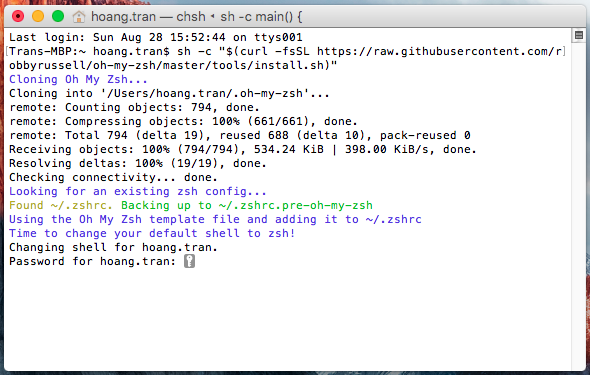 hoang.tran — chsh ◂ sh -c main() {
Last login: Sun Aug 28 15:52:44 on ttys001
[Trans-MBP:~ hoang.tran$ sh -c "$(curl -fsSL https://raw.githubusercontent.com/r]
obbyrussell/oh-my-zsh/master/tools/install.sh)"
Cloning Oh My Zsh...
Cloning into '/Users/hoang.tran/.oh-my-zsh'...
remote: Counting objects: 794, done.
remote: Compressing objects: 100% (661/661), done.
remote: Total 794 (delta 19), reused 688 (delta 10), pack-reused 0
Receiving objects: 100% (794/794), 534.24 KiB | 398.00 KiB/s, done.
Resolving deltas: 100% (19/19), done.
Checking connectivity... done.
Looking for an existing zsh config...
Found ~/.zshrc. Backing up to ~/.zshrc.pre-oh-my-zsh
Using the Oh My Zsh template file and adding it to ~/.zshrc
Time to change your default shell to zsh!
Changing shell for hoang.tran.
Password for hoang.tran: